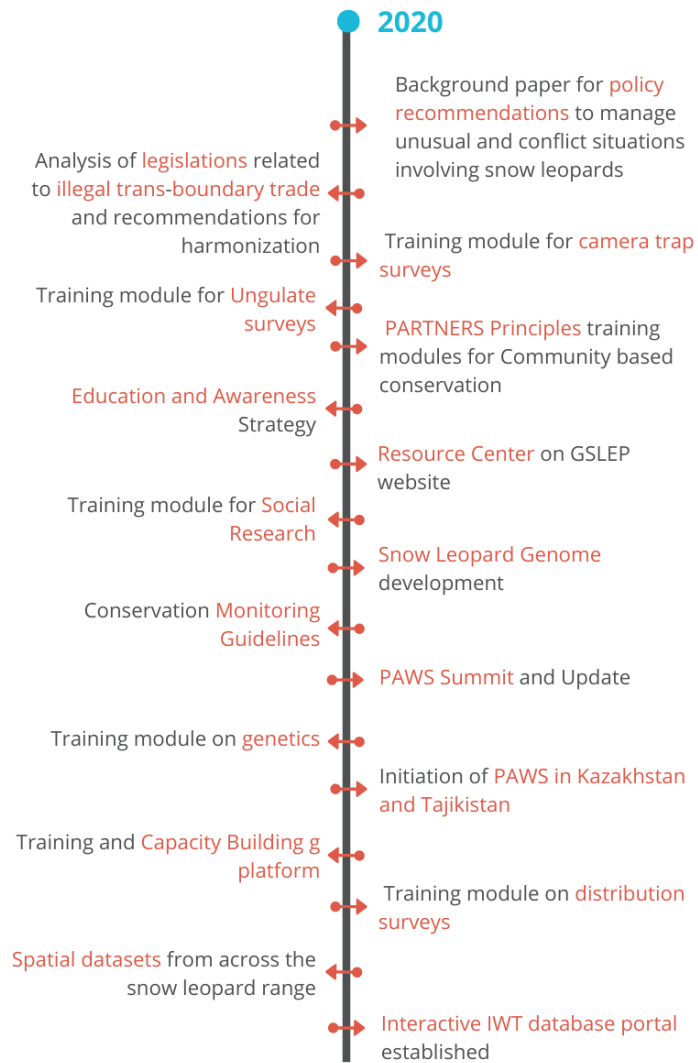 2020
Background paper for policy
recommendations to manage
unusual and conflict situations
involving snow leopards
Analysis of legislations related
to illegal trans-boundary trade
and recommendations for
harmonization
Training module for camera trap
surveys
Training module for Ungulate
surveys
PARTNERS Principles training
modules for Community based
conservation
Education and Awareness
Strategy
Resource Center on GSLEP
website
Training module for Social
Research
Snow Leopard Genome
development
Conservation Monitoring
Guidelines
PAWS Summit and Update
Training module on genetics
Initiation of PAWS in Kazakhstan
and Tajikistan
Training and Capacity Building g
platform
Training module on distribution
surveys
Spatial datasets from across the
snow leopard range
Interactive IWT database portal
established